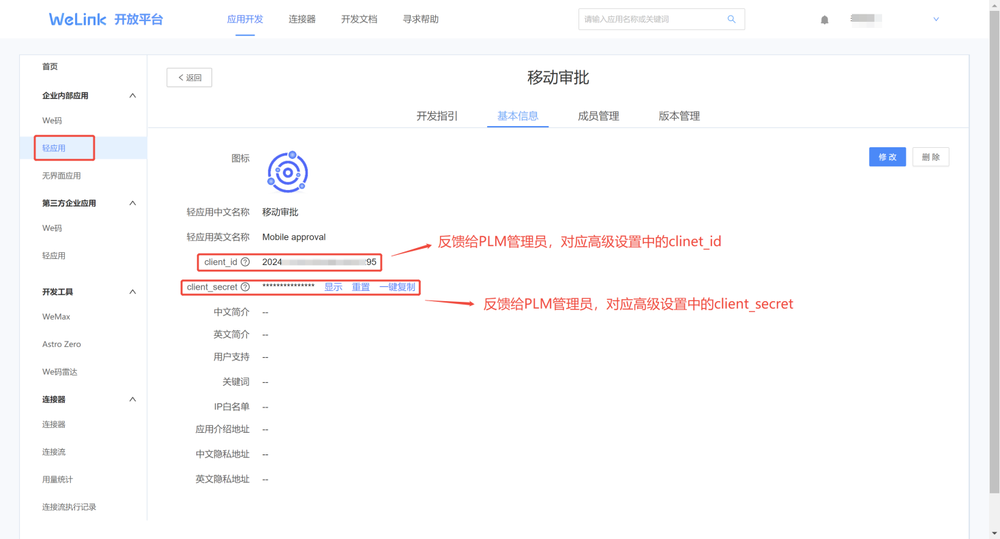 WeLink 开放平台 应用开发 连接器 开发文档 寻求帮助 请输入应用名称或关键词
首页
企业内部应用
We码
轻应用
无界面应用
第三方企业应用
We码
轻应用
开发工具
WeMax
Astro Zero
We码雷达
连接器
连接器
连接流
用量统计
连接流执行记录
< 返回
移动审批
开发指引 基本信息 成员管理 版本管理
修 改 删 除
图标
轻应用中文名称 移动审批
轻应用英文名称 Mobile approval
反馈给PLM管理员，对应高级设置中的clinet_id
client_id ? 2024 :95
client_secret ? *************** 显示 重置 一键复制
反馈给PLM管理员，对应高级设置中的client_secret
中文简介 --
英文简介 --
用户支持 --
关键词 --
IP白名单 --
应用介绍地址 --
中文隐私地址 --
英文隐私地址 --